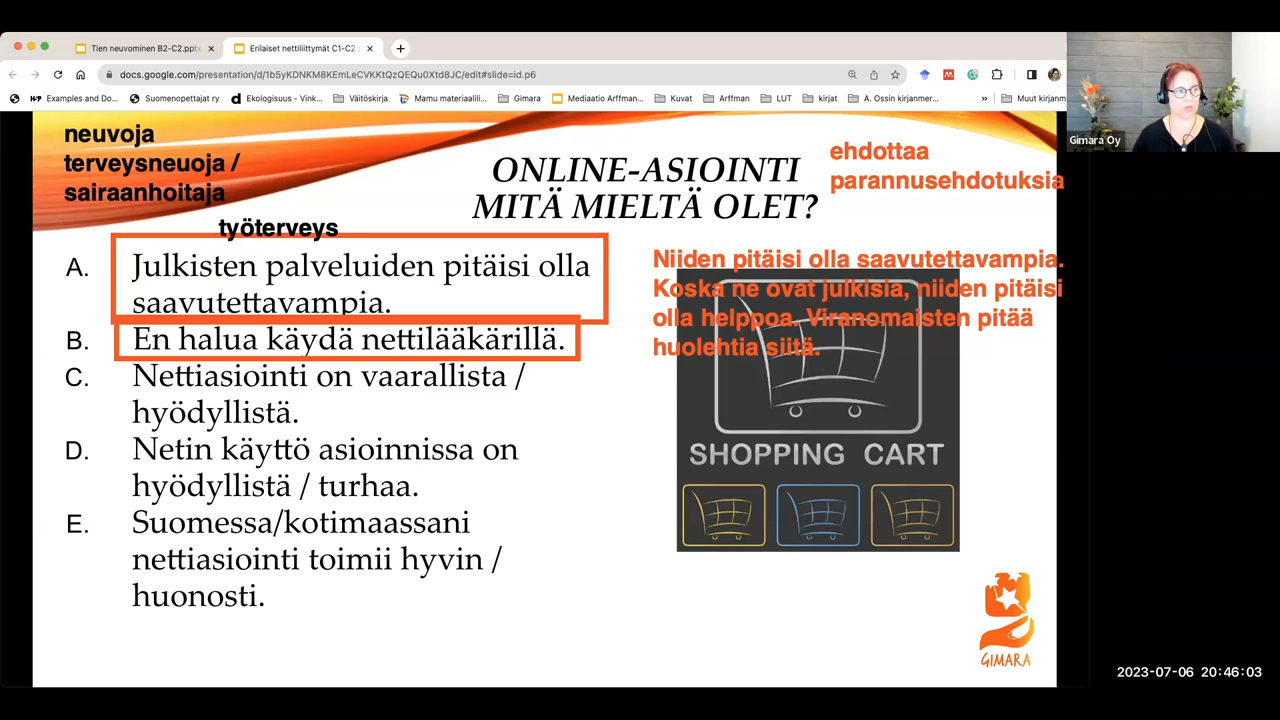 Tien neuvominen B2-C2.pptx
Erilaiset nettiliittymät C1-C2.
docs.google.com/presentation/d/1b5yKDNKM8KEmLeCVKKtQzQEQu0Xtd8JC/edit#slide=id.p6
Examples and Do...
Suomenopettajat ry
Ekologisuus - Vink...
Väitöskirja
Mamu materiaalili...
Gimara
Mediaatio Arffman...
Kuvat
Arffman
LUT
kirjat
A. Ossin kirjanmer...
»
Muut kirjanm
Gimara Oy
neuvoja
terveysneuoja /
sairaanhoitaja
työterveys
ONLINE-ASIOINTI
MITÄ MIELTÄ OLET?
ehdottaa
parannusehdotuksia
A. Julkisten palveluiden pitäisi olla
saavutettavampia.
B. En halua käydä nettilääkärillä.
C. Nettiasiointi on vaarallista /
hyödyllistä.
D. Netin käyttö asioinnissa on
hyödyllistä / turhaa.
E. Suomessa/kotimaassani
nettiasiointi toimii hyvin /
huonosti.
Niiden pitäisi olla saavutettavampia.
Koska ne ovat julkisia, niiden pitäisi
olla helppoa. Viranomaisten pitää
huolehtia siitä.
SHOPPING CART
GIMARA
2023-07-06 20:46:03